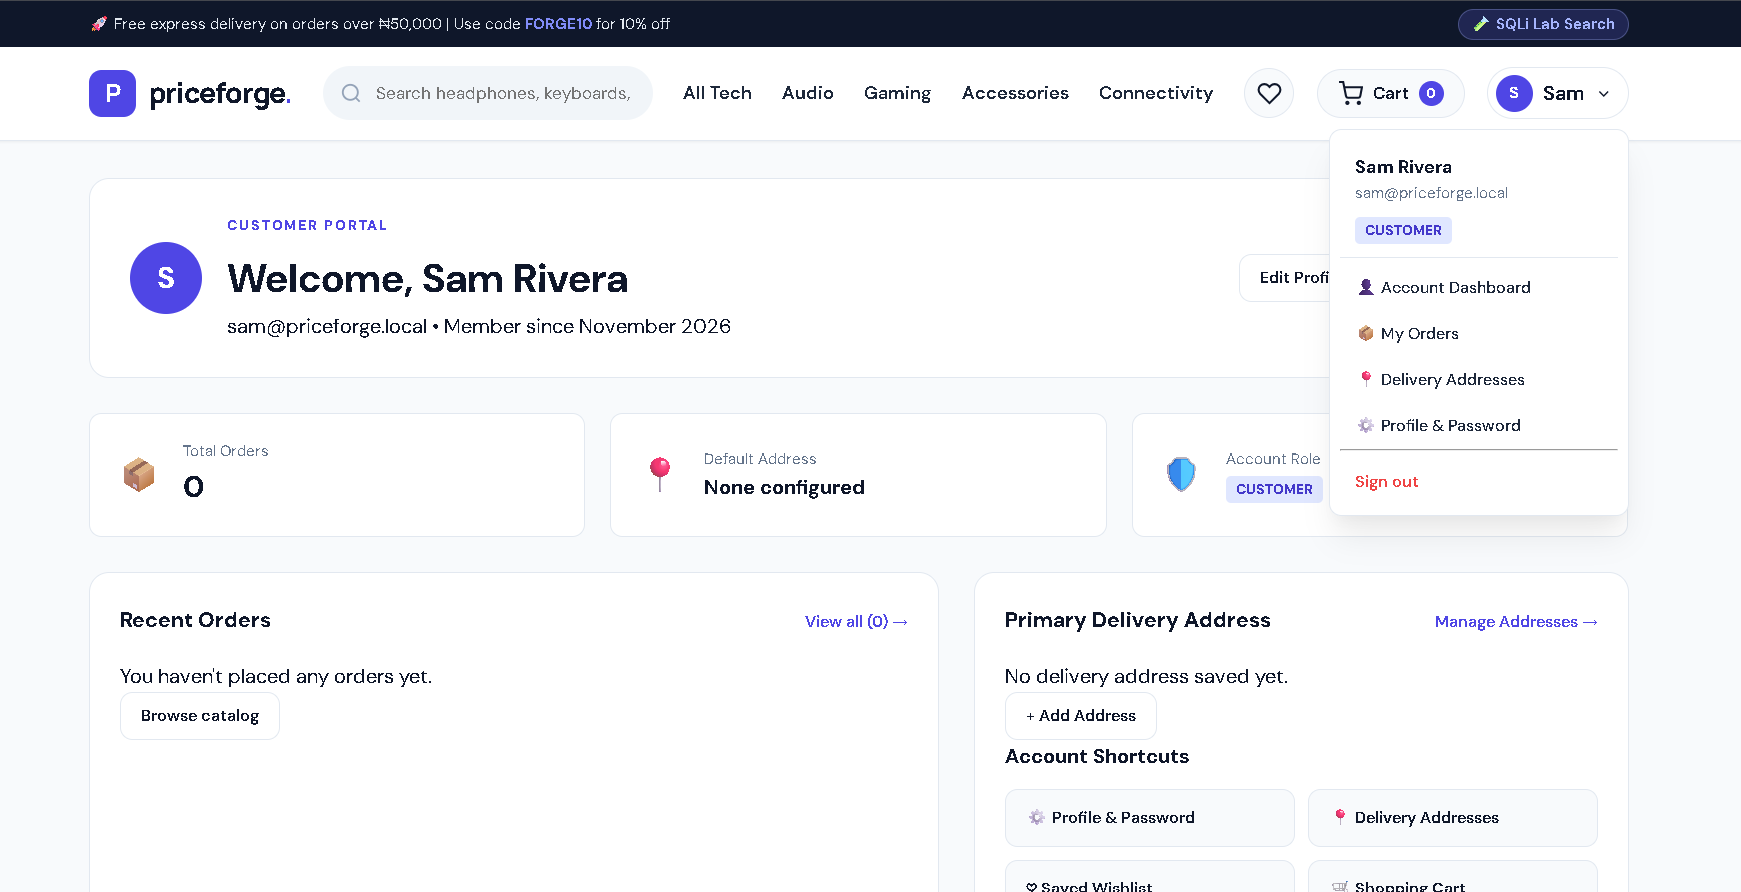 🚀 Free express delivery on orders over ₦50,000 | Use code FORGE10 for 10% off
🧪 SQLi Lab Search
P priceforge.
Search headphones, keyboards,
All Tech Audio Gaming Accessories Connectivity
Cart 0
S Sam
Sam Rivera
sam@priceforge.local
CUSTOMER
👤 Account Dashboard
📦 My Orders
📍 Delivery Addresses
⚙️ Profile & Password
Sign out
CUSTOMER PORTAL
S
Welcome, Sam Rivera
sam@priceforge.local • Member since November 2026
Edit Profi
Total Orders
0
Default Address
None configured
Account Role
CUSTOMER
Recent Orders
View all (0) →
You haven't placed any orders yet.
Browse catalog
Primary Delivery Address
Manage Addresses →
No delivery address saved yet.
+ Add Address
Account Shortcuts
⚙️ Profile & Password
📍 Delivery Addresses
♡ Saved Wishlist
🛒 Shopping Cart